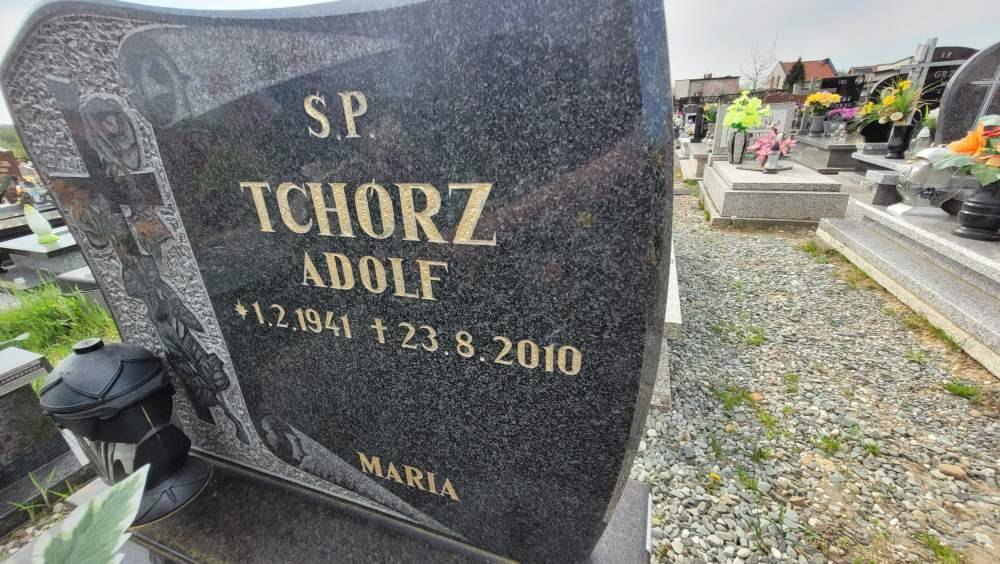 Ś.P.
TCHÓRZ
ADOLF
*1.2.1941 †23.8.2010
MARIA